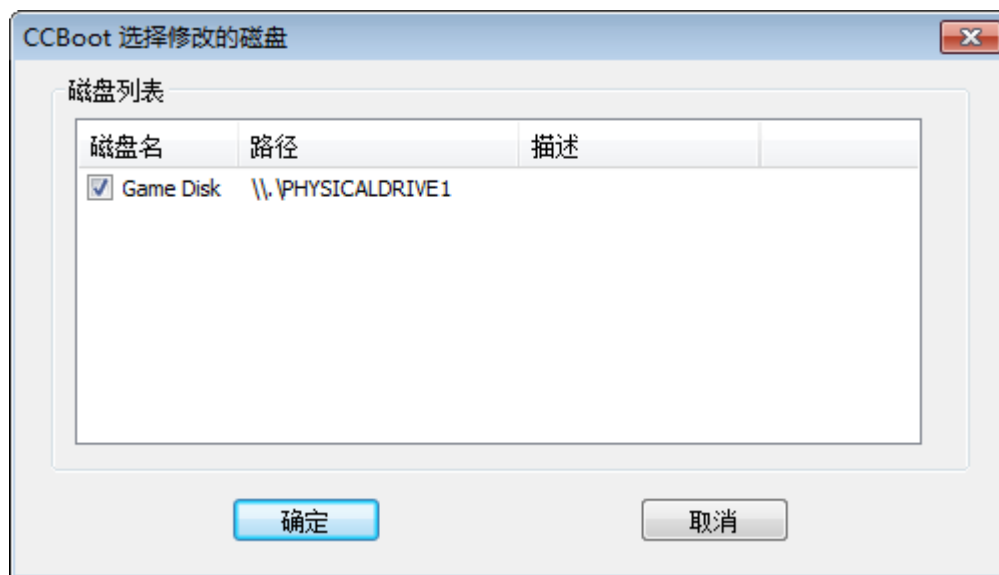 CCBoot 选择修改的磁盘
磁盘列表
磁盘名 路径 描述
Game Disk \\.\PHYSICALDRIVE1
确定 取消